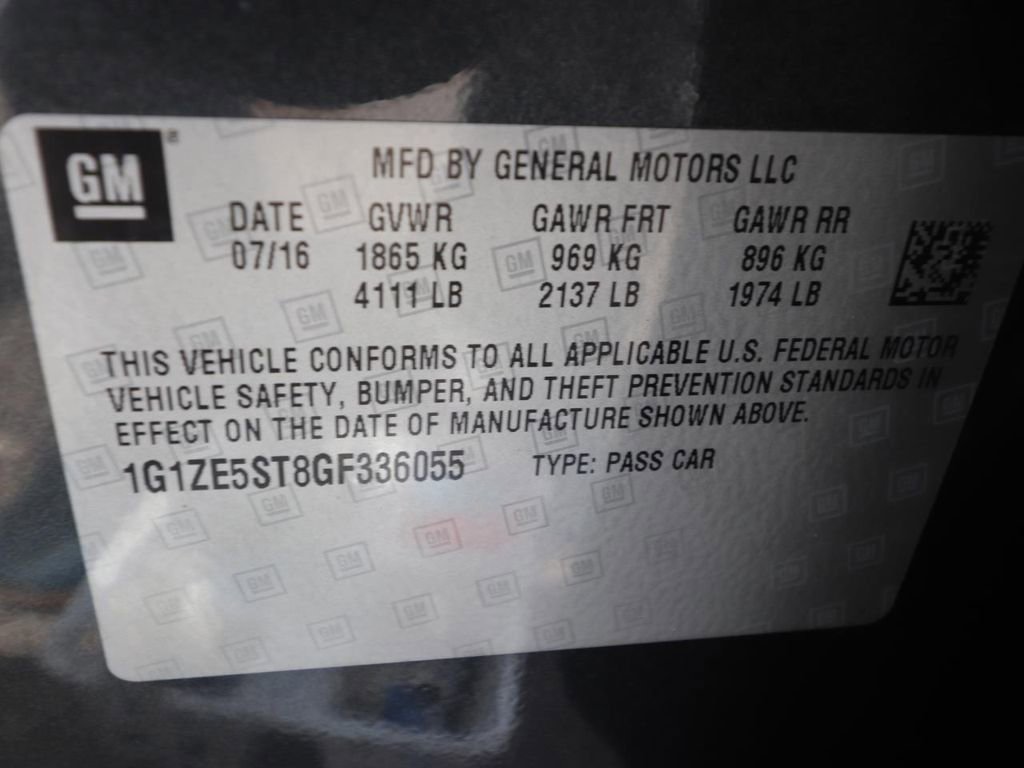 GM®
MFD BY GENERAL MOTORS LLC
DATE GVWR GAWR FRT GAWR RR
07/16 1865 KG 969 KG 896 KG
4111 LB 2137 LB 1974 LB
THIS VEHICLE CONFORMS TO ALL APPLICABLE U.S. FEDERAL MOTOR
VEHICLE SAFETY, BUMPER, AND THEFT PREVENTION STANDARDS IN
EFFECT ON THE DATE OF MANUFACTURE SHOWN ABOVE.
1G1ZE5ST8GF336055 TYPE: PASS CAR